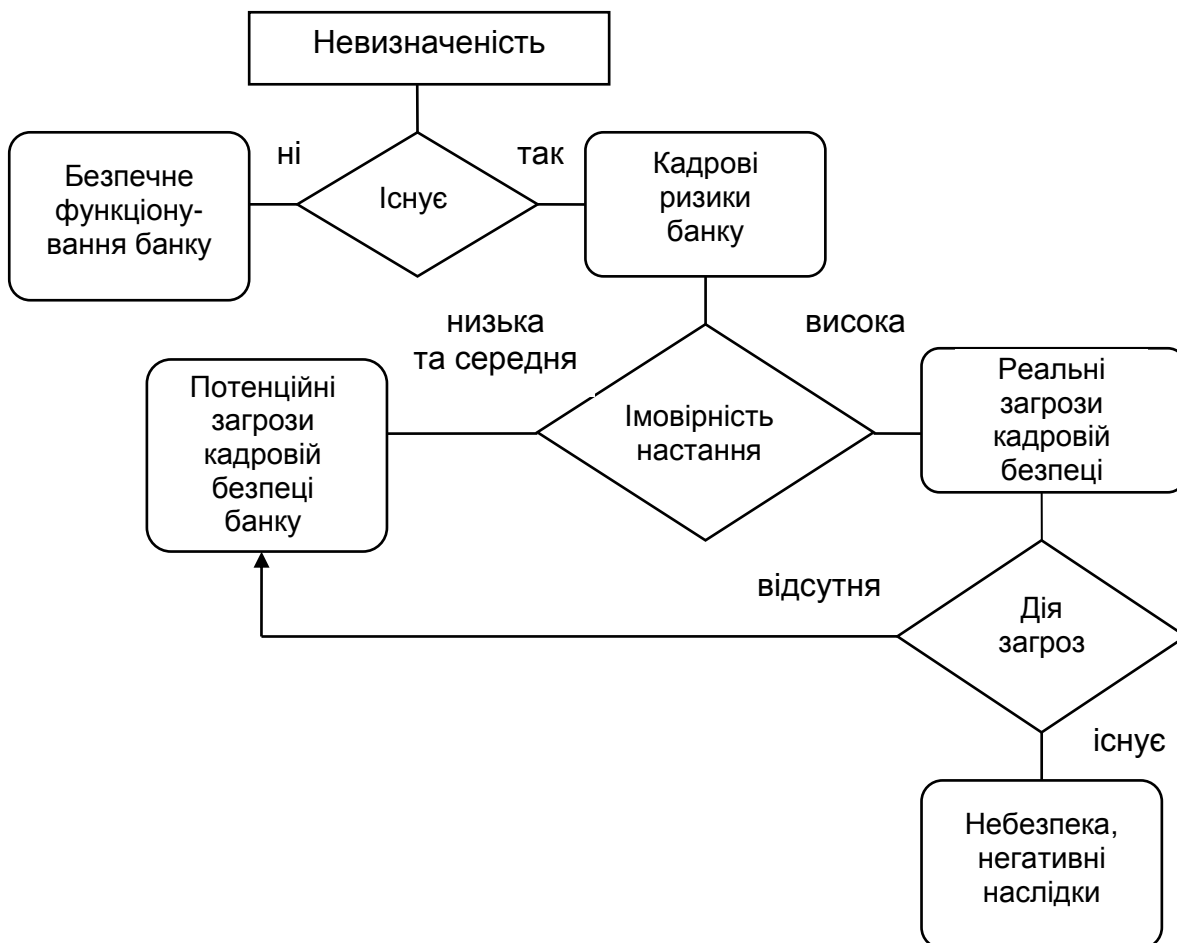 Невизначеність
ні
так
Безпечне
функціону-
вання банку
Існує
Кадрові
ризики
банку
низька
та середня
висока
Потенційні
загрози
кадровій
безпеці
банку
Імовірність
настання
Реальні
загрози
кадровій
безпеці
відсутня
Дія
загроз
існує
Небезпека,
негативні
наслідки